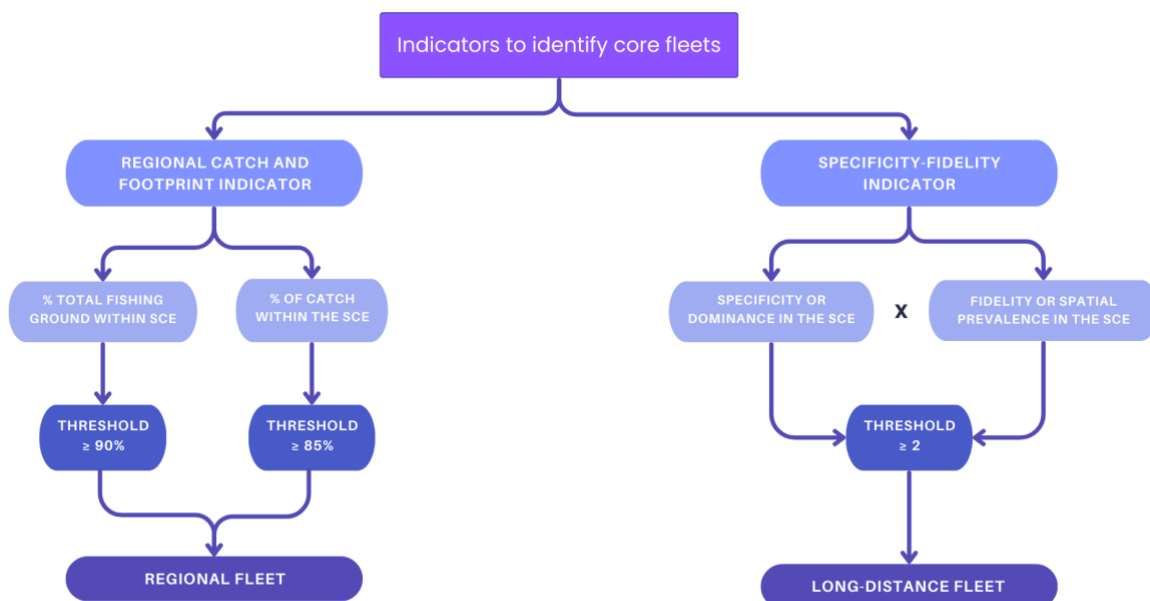 Indicators to identify core fleets
REGIONAL CATCH AND
FOOTPRINT INDICATOR
SPECIFICITY-FIDELITY
INDICATOR
% TOTAL FISHING
GROUND WITHIN SCE
% OF CATCH
WITHIN THE SCE
SPECIFICITY OR
DOMINANCE IN THE SCE
X
FIDELITY OR SPATIAL
PREVALENCE IN THE SCE
THRESHOLD
≥ 90%
THRESHOLD
≥ 85%
THRESHOLD
≥ 2
REGIONAL FLEET
LONG-DISTANCE FLEET